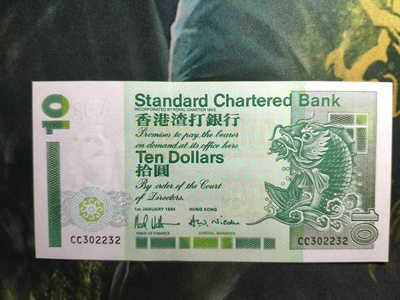 10
Standard Chartered Bank
INCORPORATED BY ROYAL CHARTER 1853
香港渣打銀行
Promises to pay the bearer
on demand at its office here
Ten Dollars
拾圓
By order of the Court
of Directors.
1st JANUARY 1994 HONG KONG
HEAD OF FINANCE GENERAL MANAGER
CC302232 CC302232
10